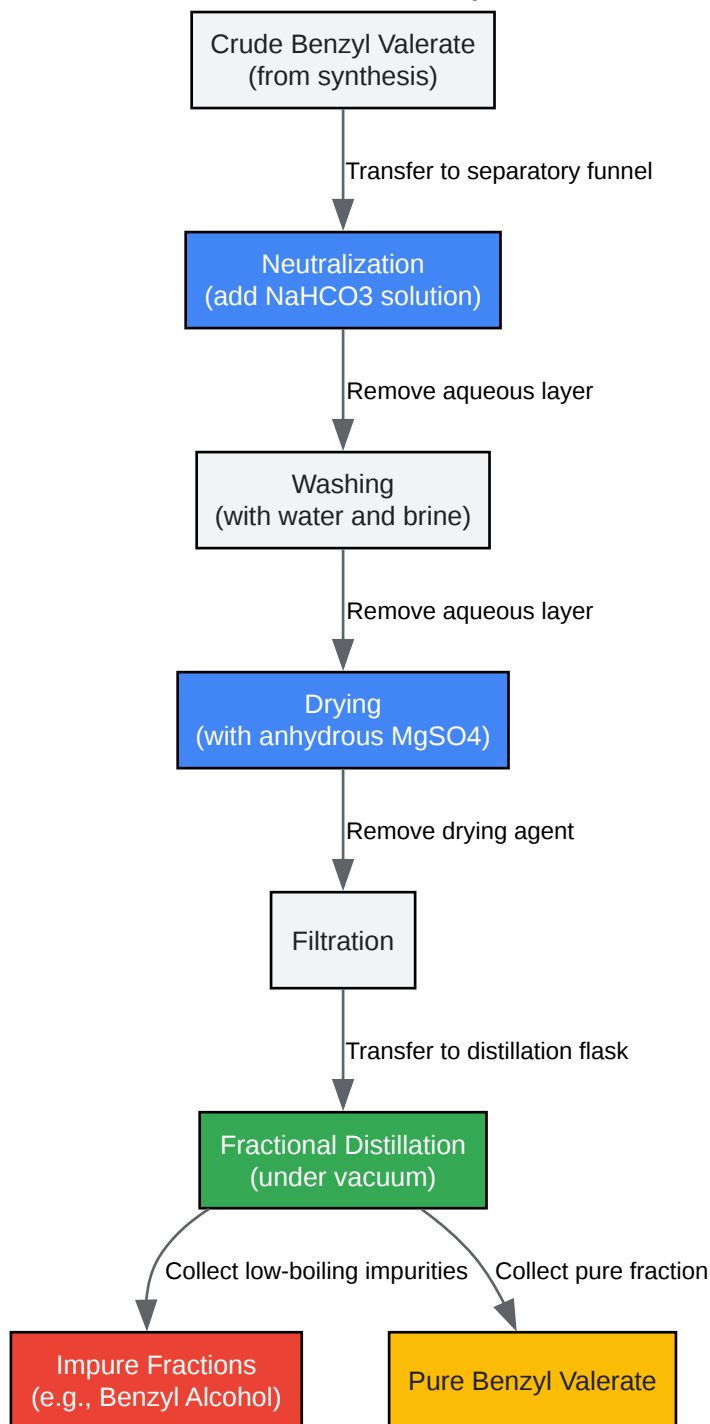 Crude Benzyl Valerate
(from synthesis)
Transfer to separatory funnel
Neutralization
(add NaHCO3 solution)
Remove aqueous layer
Washing
(with water and brine)
Remove aqueous layer
Drying
(with anhydrous MgSO4)
Remove drying agent
Filtration
Transfer to distillation flask
Fractional Distillation
(under vacuum)
Collect low-boiling impurities
Collect pure fraction
Impure Fractions
(e.g., Benzyl Alcohol)
Pure Benzyl Valerate